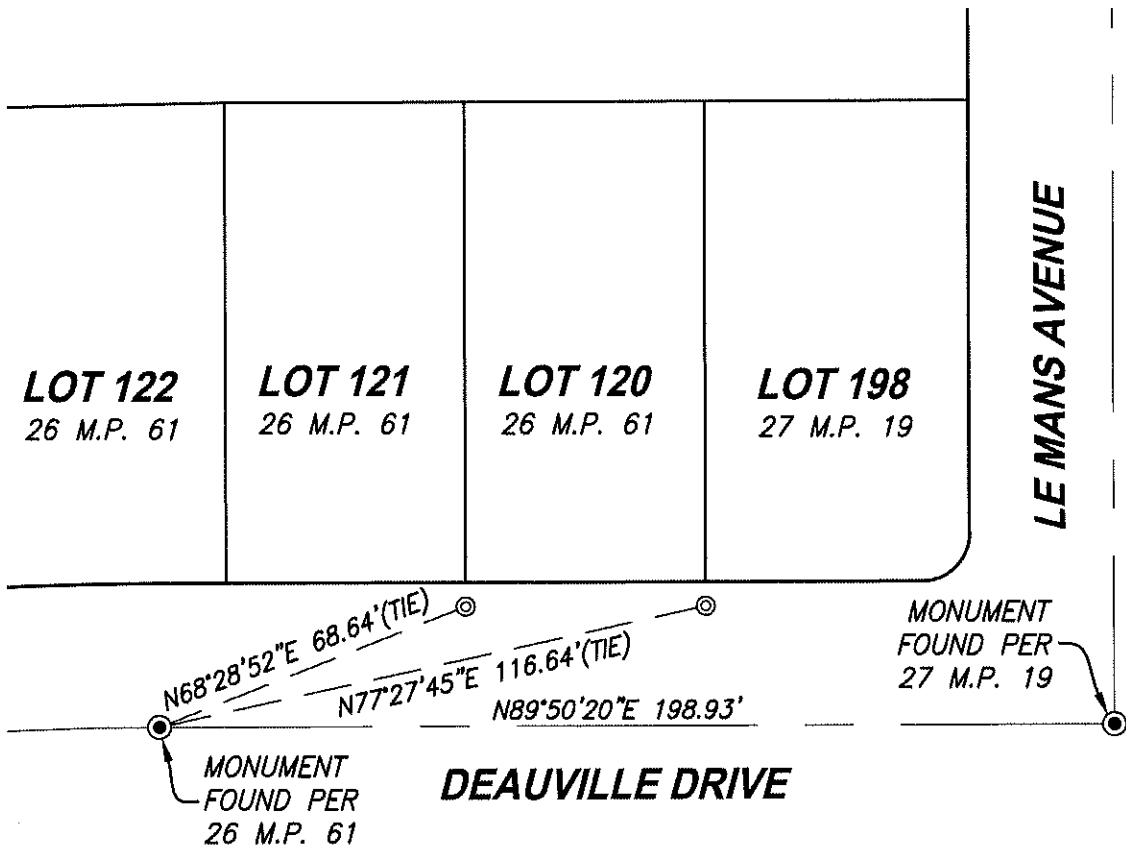 LOT 122
26 M.P. 61
LOT 121
26 M.P. 61
LOT 120
26 M.P. 61
LOT 198
27 M.P. 19
LE MANS AVENUE
N68°28'52"E 68.64'(TIE)
N77°27'45"E 116.64'(TIE)
N89°50'20"E 198.93'
MONUMENT
FOUND PER
27 M.P. 19
MONUMENT
FOUND PER
26 M.P. 61
DEAUVILLE DRIVE